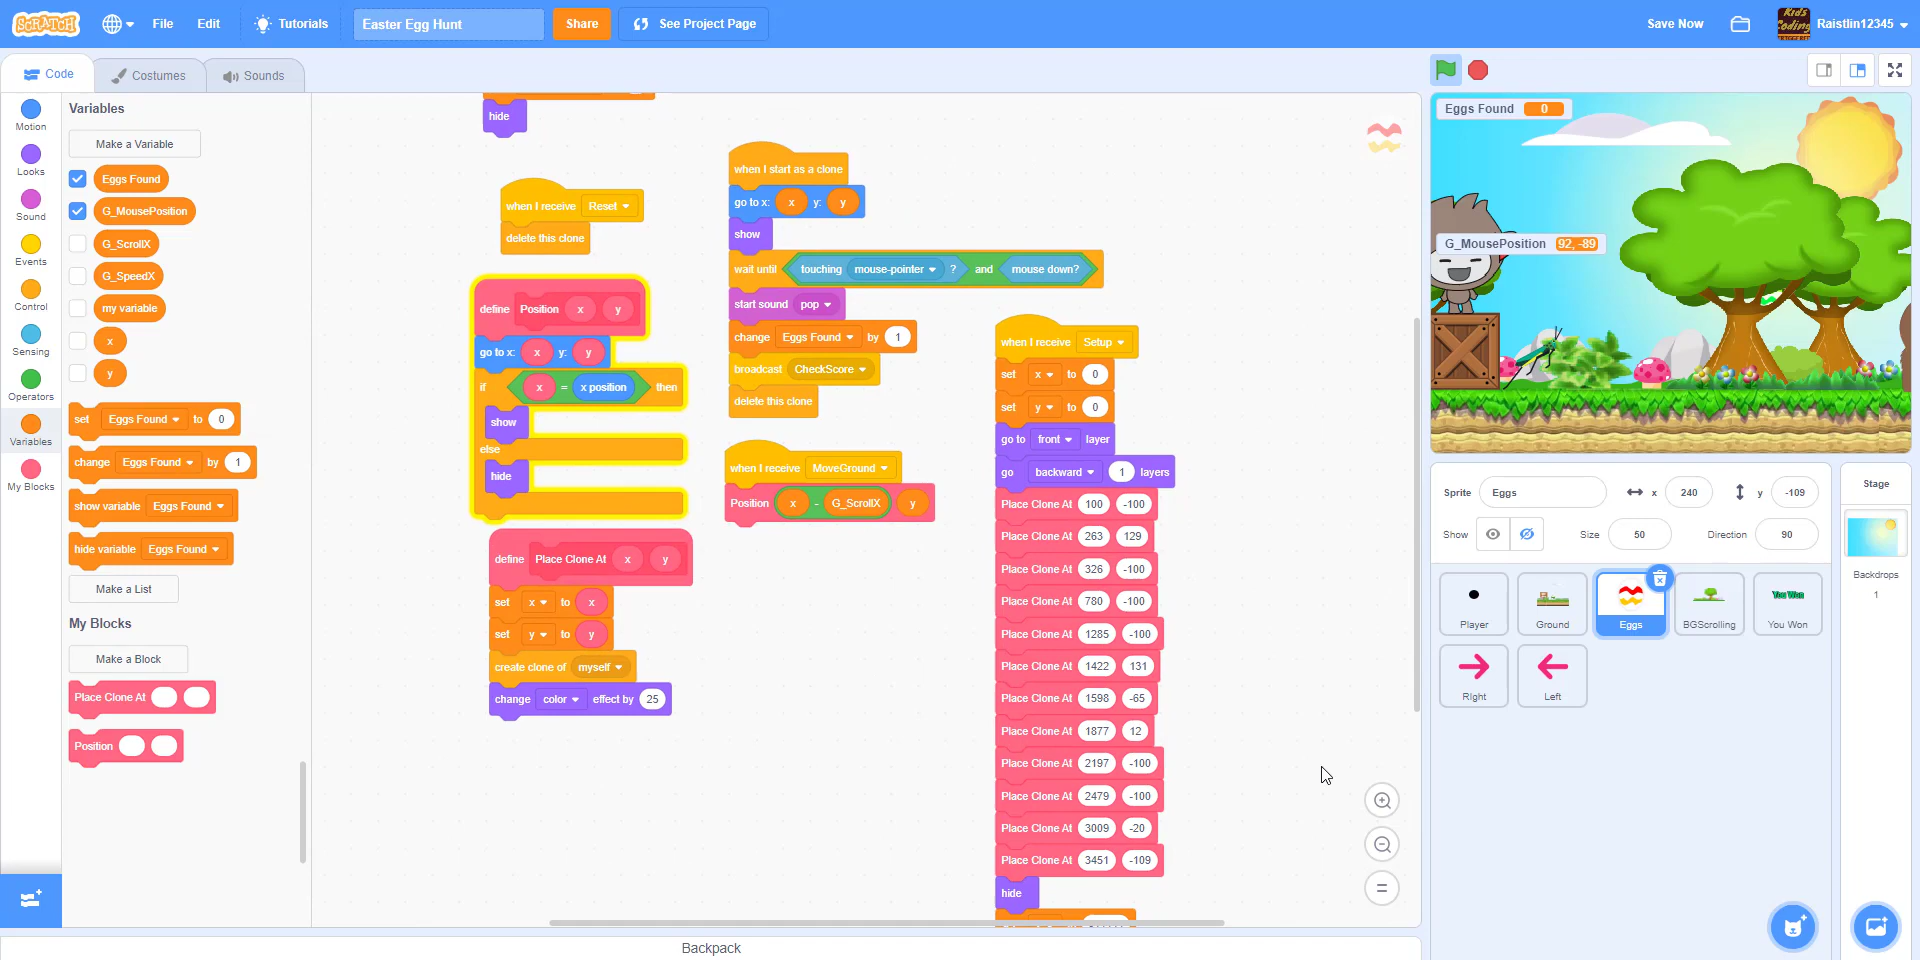 SCRATCH
File
Edit
Tutorials
Easter Egg Hunt
Share
See Project Page
Save Now
Raistlin12345
Code
Costumes
Sounds
Motion
Looks
Sound
Events
Control
Sensing
Operators
Variables
My Blocks
Variables
Make a Variable
Eggs Found
G_MousePosition
G_ScrollX
G_SpeedX
my variable
x
y
set Eggs Found to 0
change Eggs Found by 1
show variable Eggs Found
hide variable Eggs Found
Make a List
My Blocks
Make a Block
Place Clone At
Position
hide
when I receive Reset
delete this clone
define Position x y
go to x: x y: y
if x = x position then
show
else
hide
define Place Clone At x y
set x to x
set y to y
create clone of myself
change color effect by 25
when I start as a clone
go to x: x y: y
show
wait until touching mouse-pointer ? and mouse down?
start sound pop
change Eggs Found by 1
broadcast CheckScore
delete this clone
when I receive MoveGround
Position x - G_ScrollX y
when I receive Setup
set x to 0
set y to 0
go to front layer
go backward 1 layers
Place Clone At 100 -100
Place Clone At 263 129
Place Clone At 326 -100
Place Clone At 780 -100
Place Clone At 1285 -100
Place Clone At 1422 131
Place Clone At 1598 -65
Place Clone At 1877 12
Place Clone At 2197 -100
Place Clone At 2479 -100
Place Clone At 3009 -20
Place Clone At 3451 -109
hide
Backpack
Eggs Found 0
G_MousePosition 92, -89
Sprite Eggs x 240 y -109
Show Size 50 Direction 90
Player
Ground
Eggs
BGScrolling
You Won
You Won
Right
Left
Stage
Backdrops
1